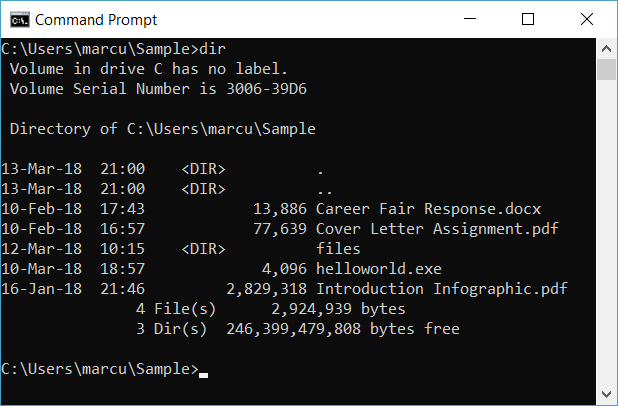 Command Prompt
C:\Users\marcu\Sample>dir
 Volume in drive C has no label.
 Volume Serial Number is 3006-39D6

 Directory of C:\Users\marcu\Sample

13-Mar-18  21:00    <DIR>          .
13-Mar-18  21:00    <DIR>          ..
10-Feb-18  17:43            13,886 Career Fair Response.docx
10-Feb-18  16:57            77,639 Cover Letter Assignment.pdf
12-Mar-18  10:15    <DIR>          files
10-Mar-18  18:57             4,096 helloworld.exe
16-Jan-18  21:46         2,829,318 Introduction Infographic.pdf
               4 File(s)      2,924,939 bytes
               3 Dir(s)  246,399,479,808 bytes free

C:\Users\marcu\Sample>